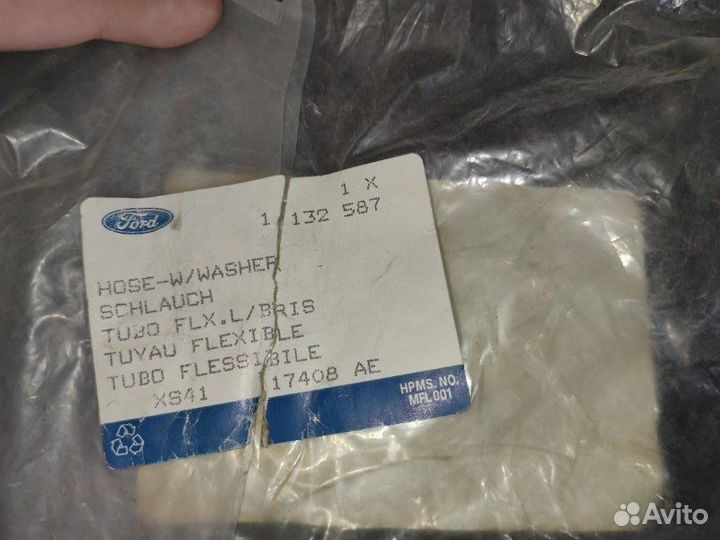 1 X
Ford
1 132 587
HOSE-W/WASHER
SCHLAUCH
TUBO FLX.L/BRIS
TUYAU FLEXIBLE
TUBO FLESSIBILE
XS41 17408 AE
HPMS. NO.
MFL001
Avito